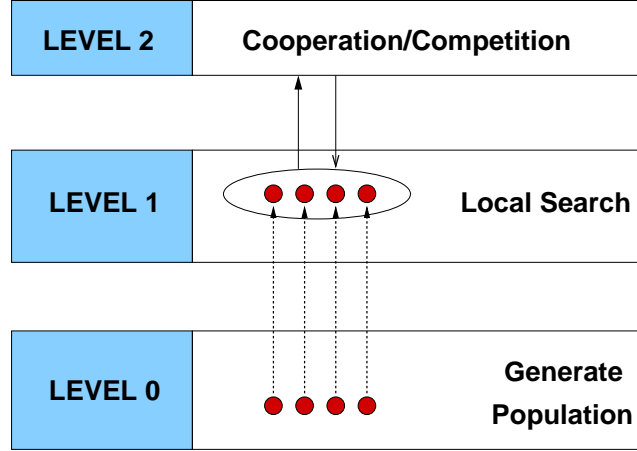 LEVEL 2
Cooperation/Competition
LEVEL 1
Local Search
LEVEL 0
Generate
Population